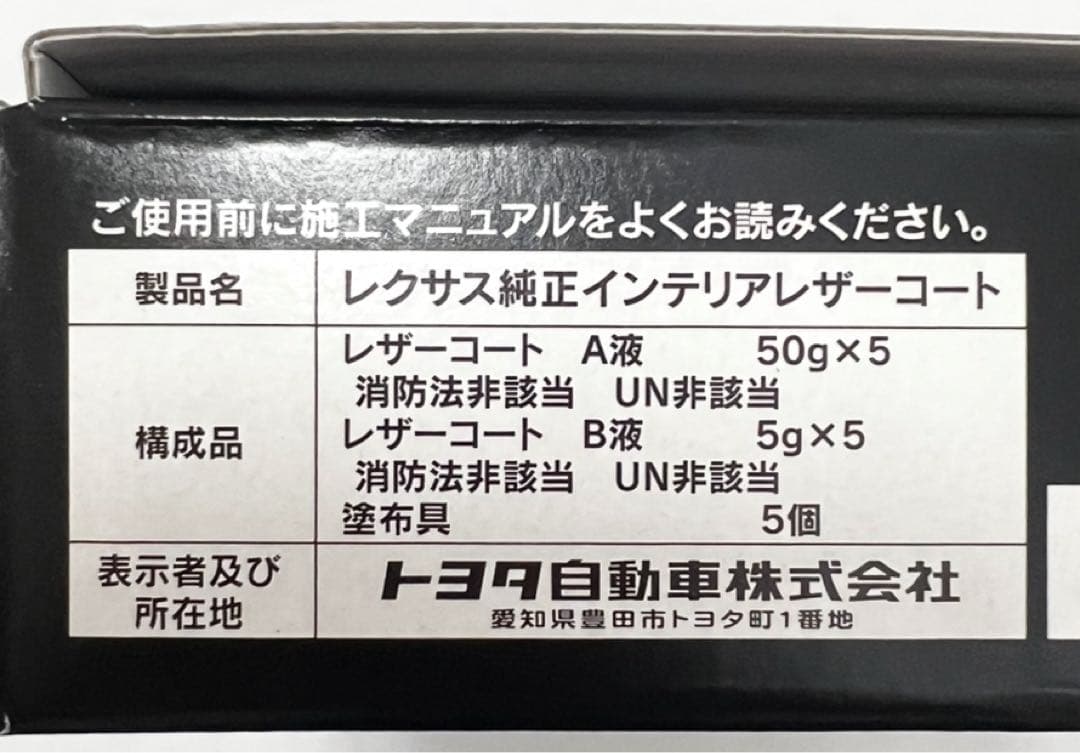 ご使用前に施工マニュアルをよくお読みください。
製品名 レクサス純正インテリアレザーコート
構成品
レザーコート A液 50g×5
消防法非該当 UN非該当
レザーコート B液 5g×5
消防法非該当 UN非該当
塗布具 5個
表示者及び
所在地
トヨタ自動車株式会社
愛知県豊田市トヨタ町1番地